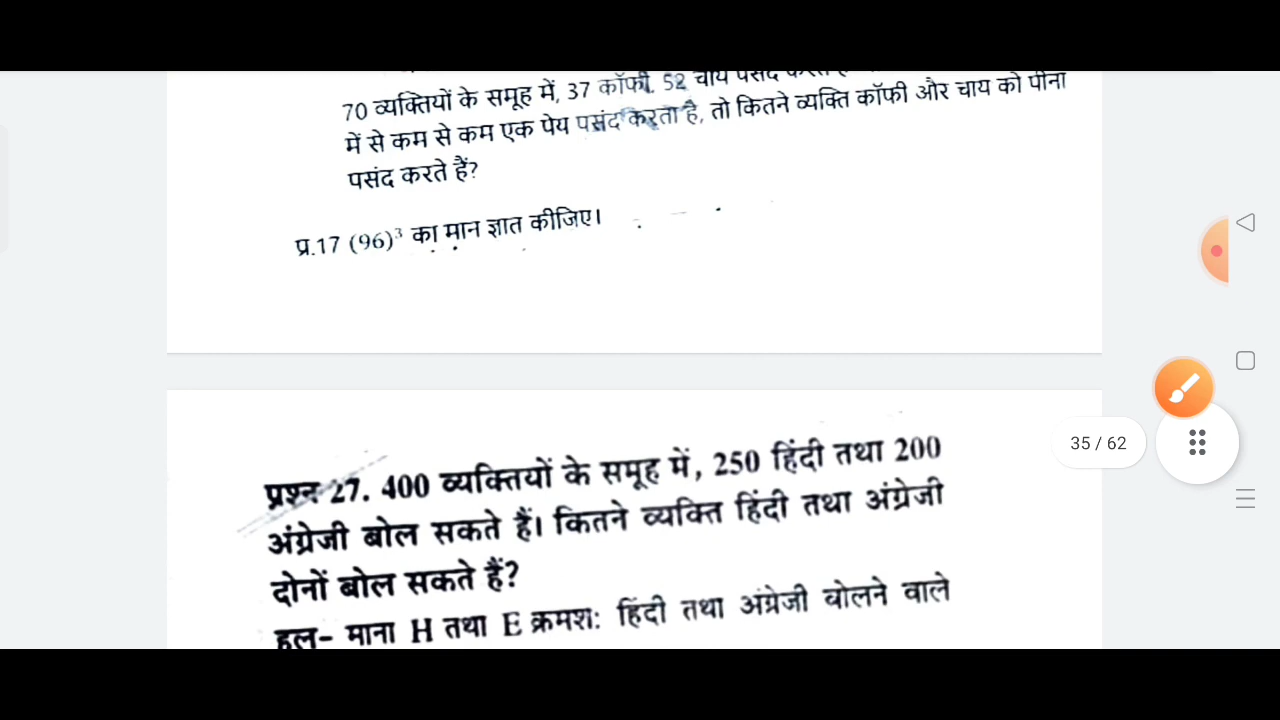 70 व्यक्तियों के समूह में, 37 कॉफी, 52 चाय पसंद करते
में से कम से कम एक पेय पसंद करता है, तो कितने व्यक्ति कॉफी और चाय को पीना
पसंद करते हैं?
प्र.17 (96)³ का मान ज्ञात कीजिए।
35 / 62
प्रश्न 27. 400 व्यक्तियों के समूह में, 250 हिंदी तथा 200
अंग्रेजी बोल सकते हैं। कितने व्यक्ति हिंदी तथा अंग्रेजी
दोनों बोल सकते हैं?
हल– माना H तथा E क्रमश: हिंदी तथा अंग्रेजी बोलने वाले